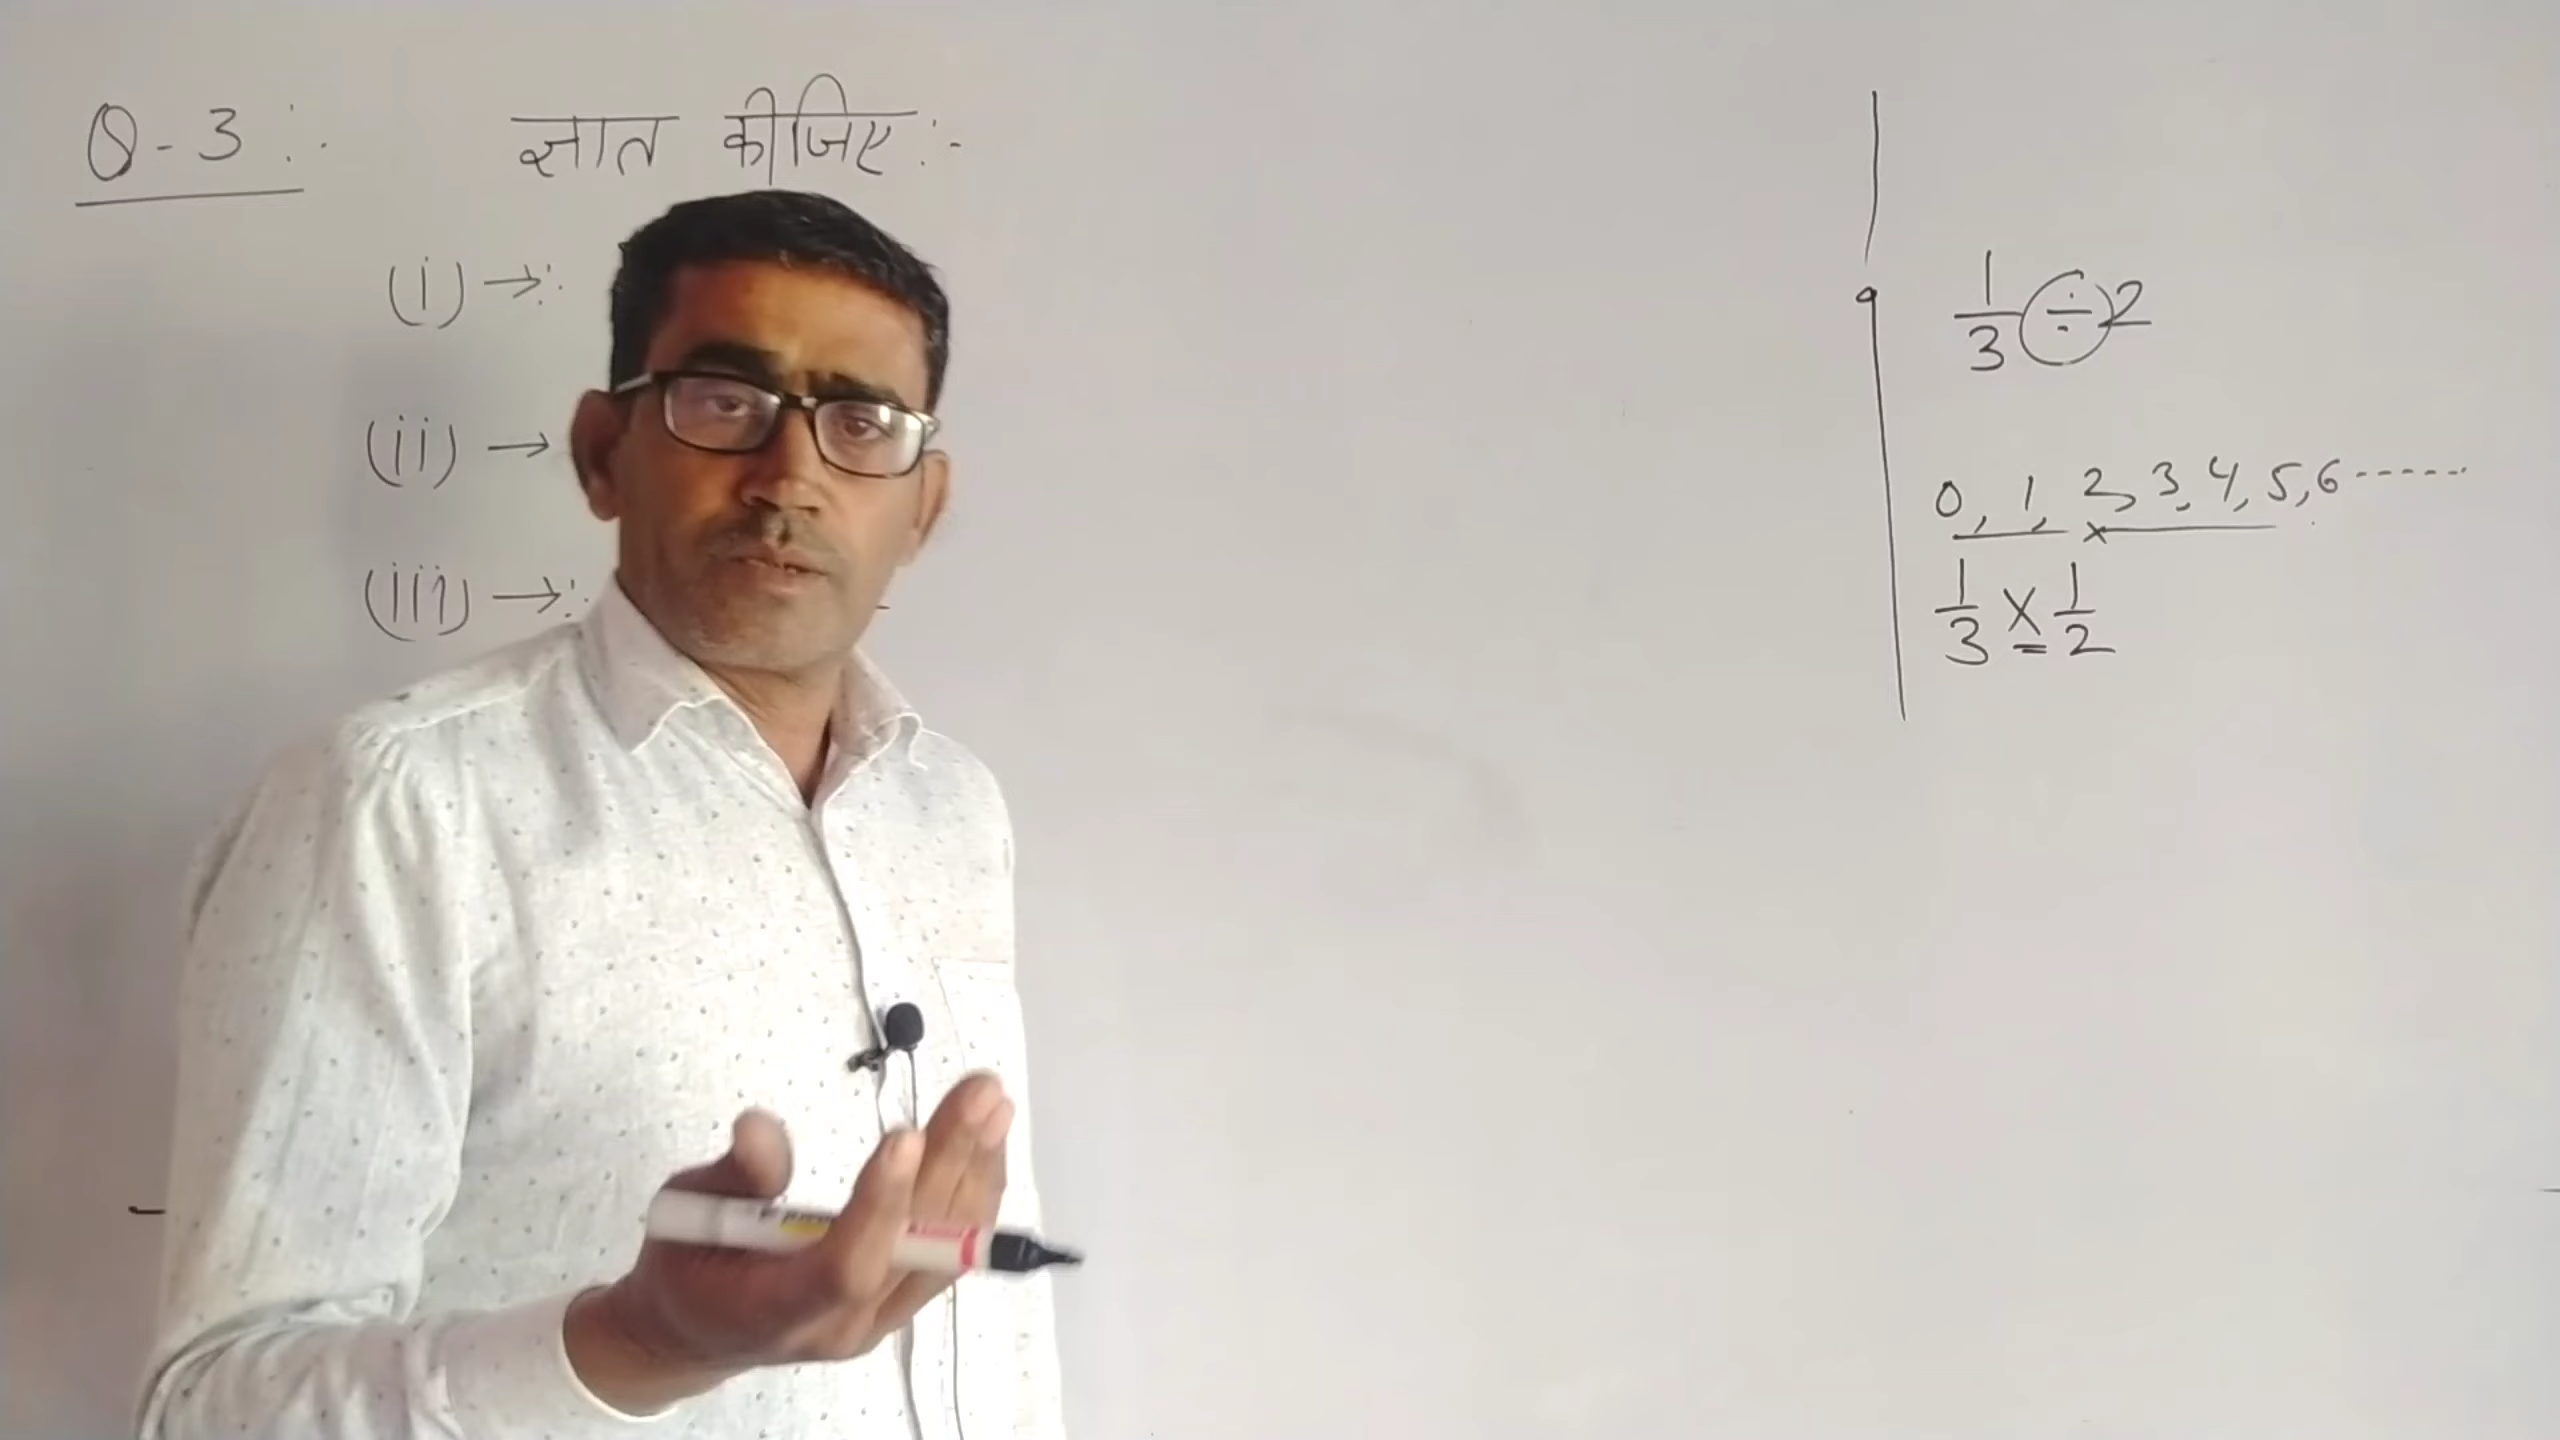 Q-3 :- ज्ञात कीजिए :-
(i) →:
(ii) →
(iii) →:
1/3 ÷ 2
0, 1, 2, 3, 4, 5, 6 ------
1/3 × 1/2